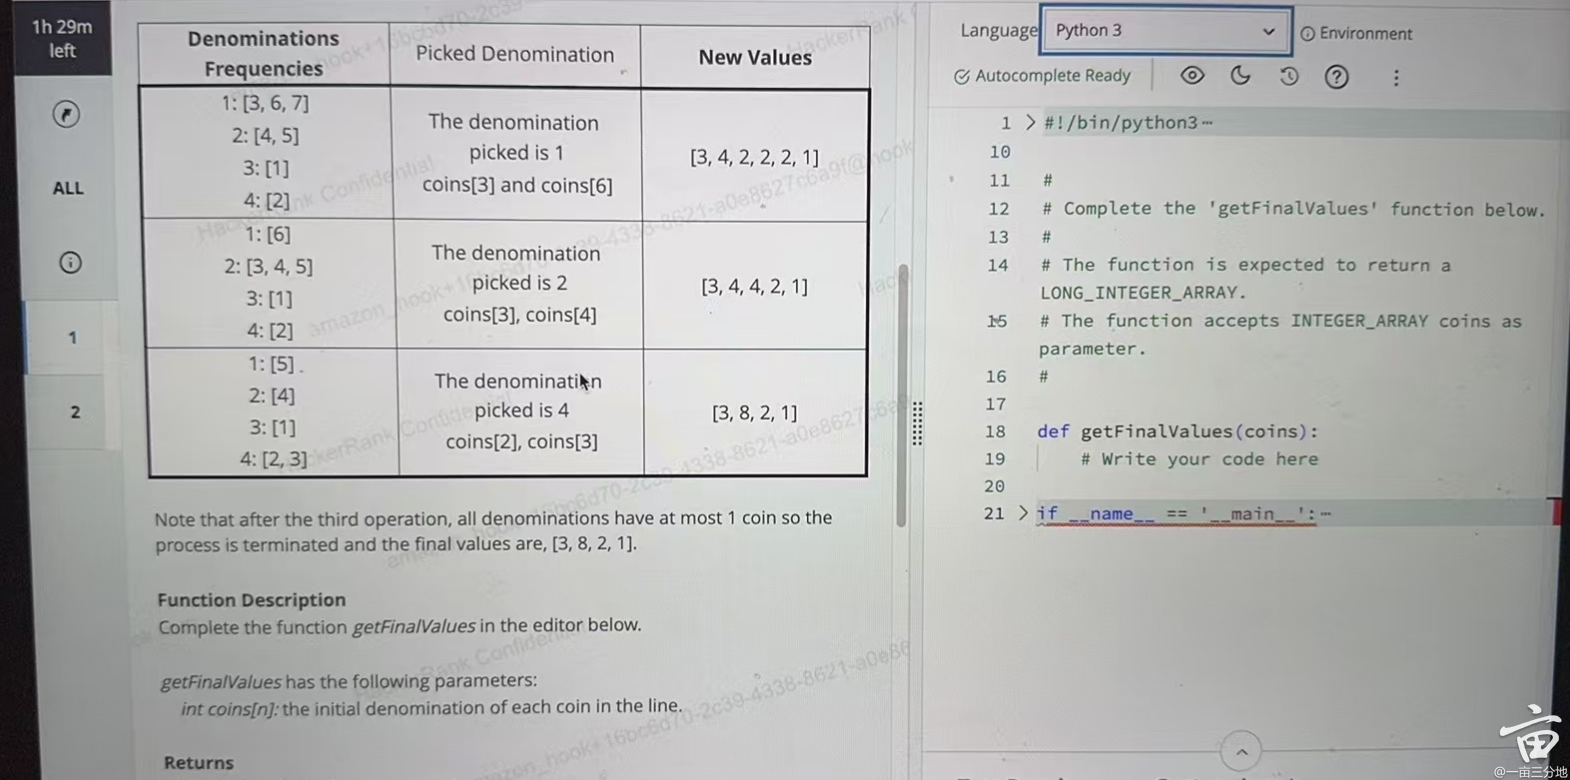 1h 29m
left
ALL
1
2
Denominations
Frequencies
Picked Denomination
New Values
1: [3, 6, 7]
2: [4, 5]
3: [1]
4: [2]
The denomination
picked is 1
coins[3] and coins[6]
[3, 4, 2, 2, 2, 1]
1: [6]
2: [3, 4, 5]
3: [1]
4: [2]
The denomination
picked is 2
coins[3], coins[4]
[3, 4, 4, 2, 1]
1: [5]
2: [4]
3: [1]
4: [2, 3]
The denomination
picked is 4
coins[2], coins[3]
[3, 8, 2, 1]
Note that after the third operation, all denominations have at most 1 coin so the
process is terminated and the final values are, [3, 8, 2, 1].
Function Description
Complete the function getFinalValues in the editor below.
getFinalValues has the following parameters:
int coins[n]: the initial denomination of each coin in the line.
Returns
Language
Python 3
Environment
Autocomplete Ready
1 > #!/bin/python3⋯
10
11 #
12 # Complete the 'getFinalValues' function below.
13 #
14 # The function is expected to return a
LONG_INTEGER_ARRAY.
15 # The function accepts INTEGER_ARRAY coins as
parameter.
16 #
17
18 def getFinalValues(coins):
19 # Write your code here
20
21 > if __name__ == '__main__':⋯
亩
@一亩三分地